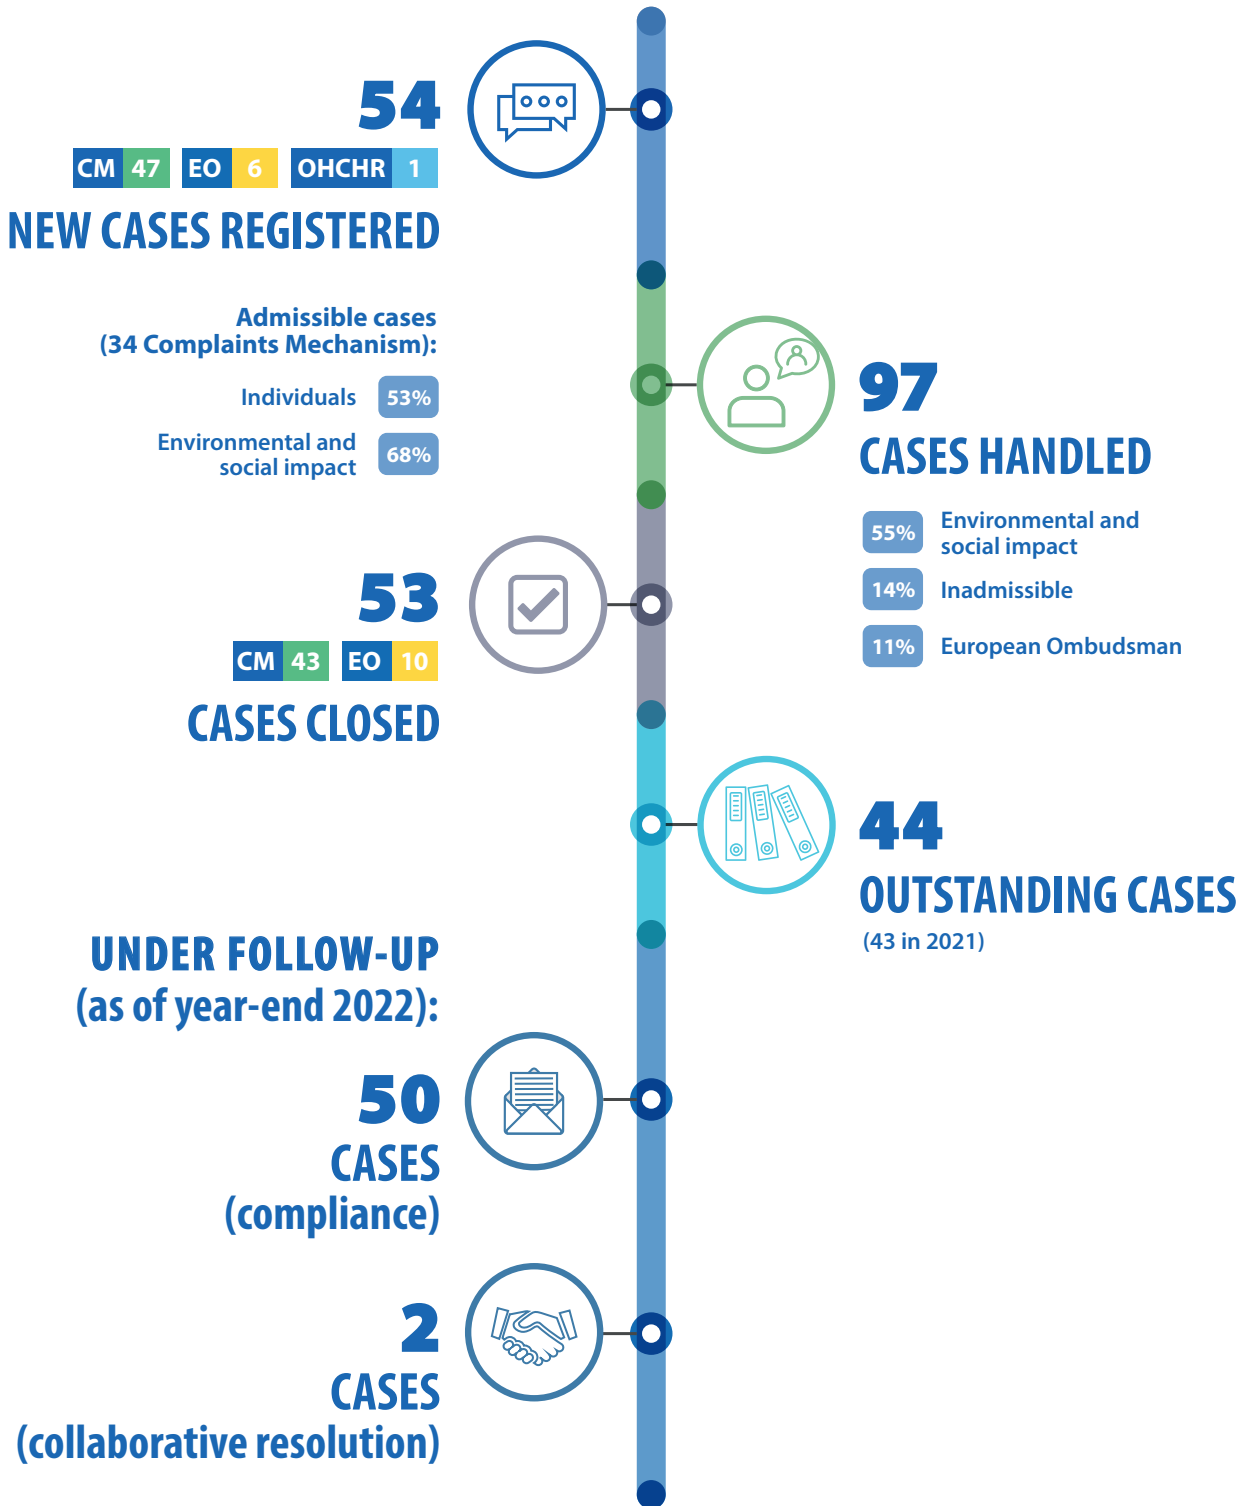 54
CM 47 EO 6 OHCHR 1
NEW CASES REGISTERED
Admissible cases
(34 Complaints Mechanism):
Individuals 53%
Environmental and
social impact 68%
97
CASES HANDLED
55% Environmental and
social impact
14% Inadmissible
11% European Ombudsman
53
CM 43 EO 10
CASES CLOSED
44
OUTSTANDING CASES
(43 in 2021)
UNDER FOLLOW-UP
(as of year-end 2022):
50
CASES
(compliance)
2
CASES
(collaborative resolution)